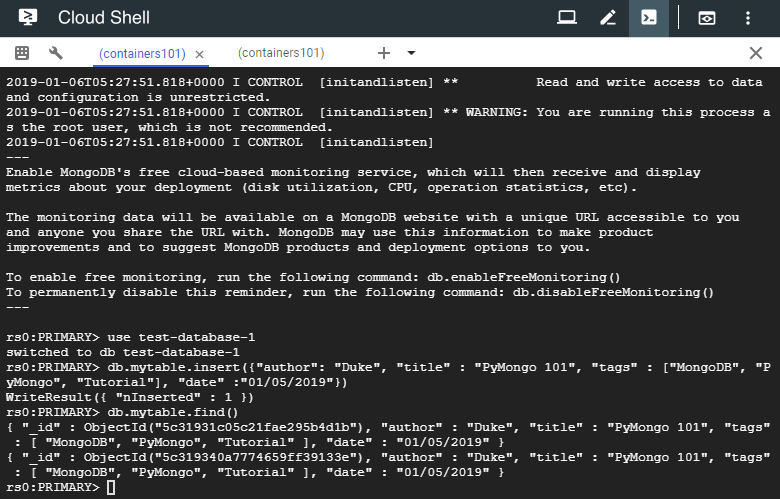 Cloud Shell
(containers101) × (containers101) + ×
2019-01-06T05:27:51.818+0000 I CONTROL  [initandlisten] **          Read and write access to data
and configuration is unrestricted.
2019-01-06T05:27:51.818+0000 I CONTROL  [initandlisten] ** WARNING: You are running this process a
s the root user, which is not recommended.
2019-01-06T05:27:51.818+0000 I CONTROL  [initandlisten]
---
Enable MongoDB's free cloud-based monitoring service, which will then receive and display
metrics about your deployment (disk utilization, CPU, operation statistics, etc).
The monitoring data will be available on a MongoDB website with a unique URL accessible to you
and anyone you share the URL with. MongoDB may use this information to make product
improvements and to suggest MongoDB products and deployment options to you.
To enable free monitoring, run the following command: db.enableFreeMonitoring()
To permanently disable this reminder, run the following command: db.disableFreeMonitoring()
---
rs0:PRIMARY> use test-database-1
switched to db test-database-1
rs0:PRIMARY> db.mytable.insert({"author": "Duke", "title" : "PyMongo 101", "tags" : ["MongoDB", "P
yMongo", "Tutorial"], "date" :"01/05/2019"})
WriteResult({ "nInserted" : 1 })
rs0:PRIMARY> db.mytable.find()
{ "_id" : ObjectId("5c31931c05c21fae295b4d1b"), "author" : "Duke", "title" : "PyMongo 101", "tags"
 : [ "MongoDB", "PyMongo", "Tutorial" ], "date" : "01/05/2019" }
{ "_id" : ObjectId("5c319340a7774659ff39133e"), "author" : "Duke", "title" : "PyMongo 101", "tags"
 : [ "MongoDB", "PyMongo", "Tutorial" ], "date" : "01/05/2019" }
rs0:PRIMARY>